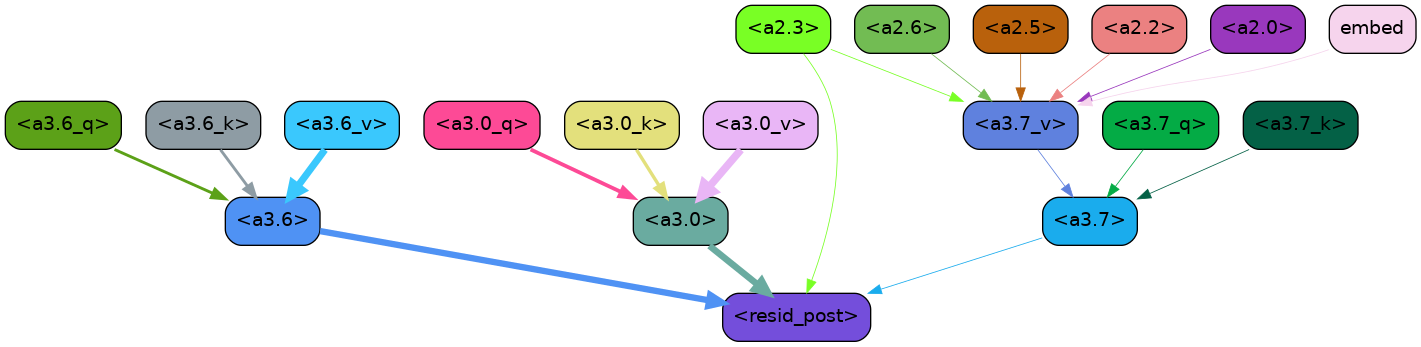 <a2.3> <a2.6> <a2.5> <a2.2> <a2.0> embed
<a3.6_q> <a3.6_k> <a3.6_v> <a3.0_q> <a3.0_k> <a3.0_v> <a3.7_v> <a3.7_q> <a3.7_k>
<a3.6> <a3.0> <a3.7>
<resid_post>